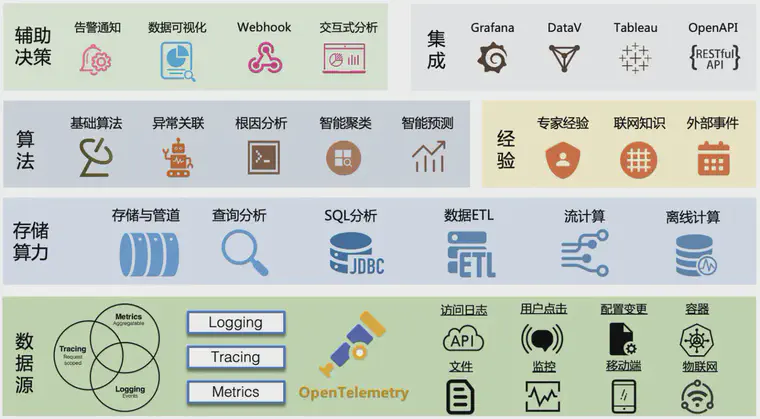 辅助
决策
告警通知
数据可视化
Webhook
交互式分析
集
成
Grafana
DataV
Tableau
OpenAPI
{RESTful
API}
算
法
基础算法
异常关联
根因分析
智能聚类
智能预测
经
验
专家经验
联网知识
外部事件
存储
算力
存储与管道
查询分析
SQL分析
数据ETL
流计算
离线计算
JDBC
ETL
数
据
源
Metrics
Aggregatable
Tracing
Request
scoped
Logging
Events
Logging
Tracing
Metrics
OpenTelemetry
访问日志
用户点击
配置变更
容器
API
文件
监控
移动端
物联网